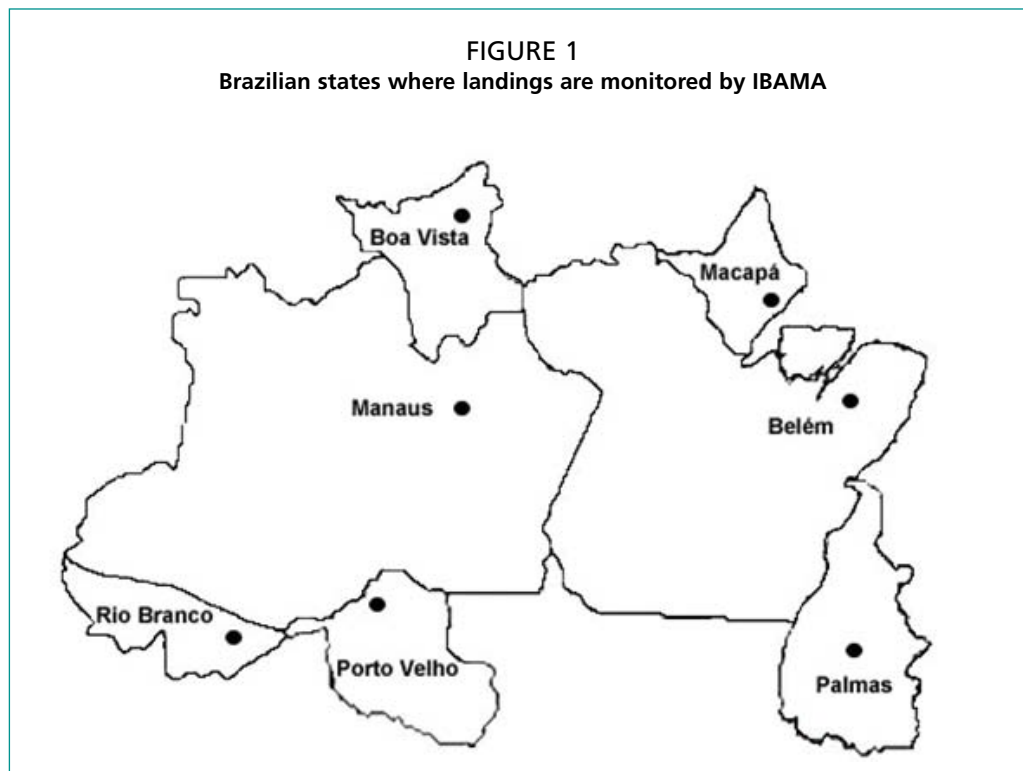 FIGURE 1
Brazilian states where landings are monitored by IBAMA
Boa Vista
Macapá
Manaus
Belém
Rio Branco
Porto Velho
Palmas